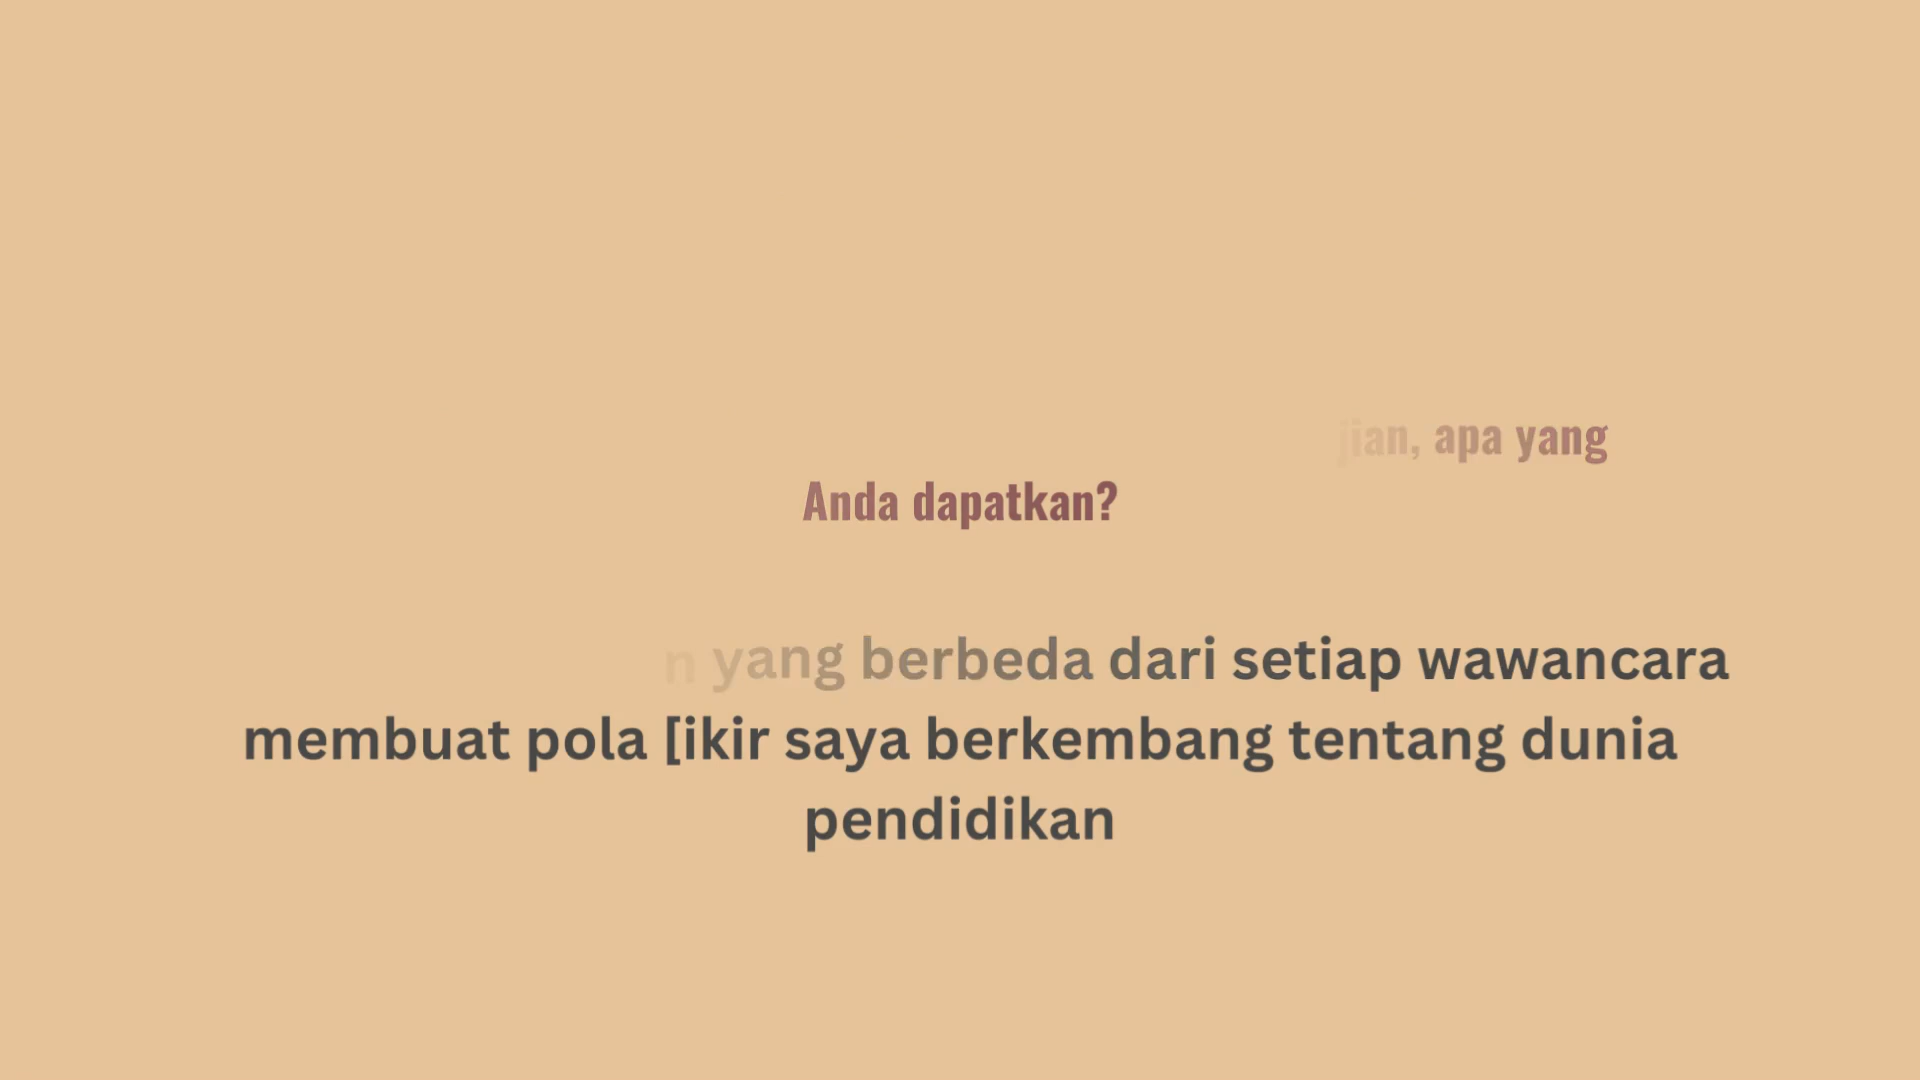 jian, apa yang
Anda dapatkan?
n yang berbeda dari setiap wawancara
membuat pola [ikir saya berkembang tentang dunia
pendidikan